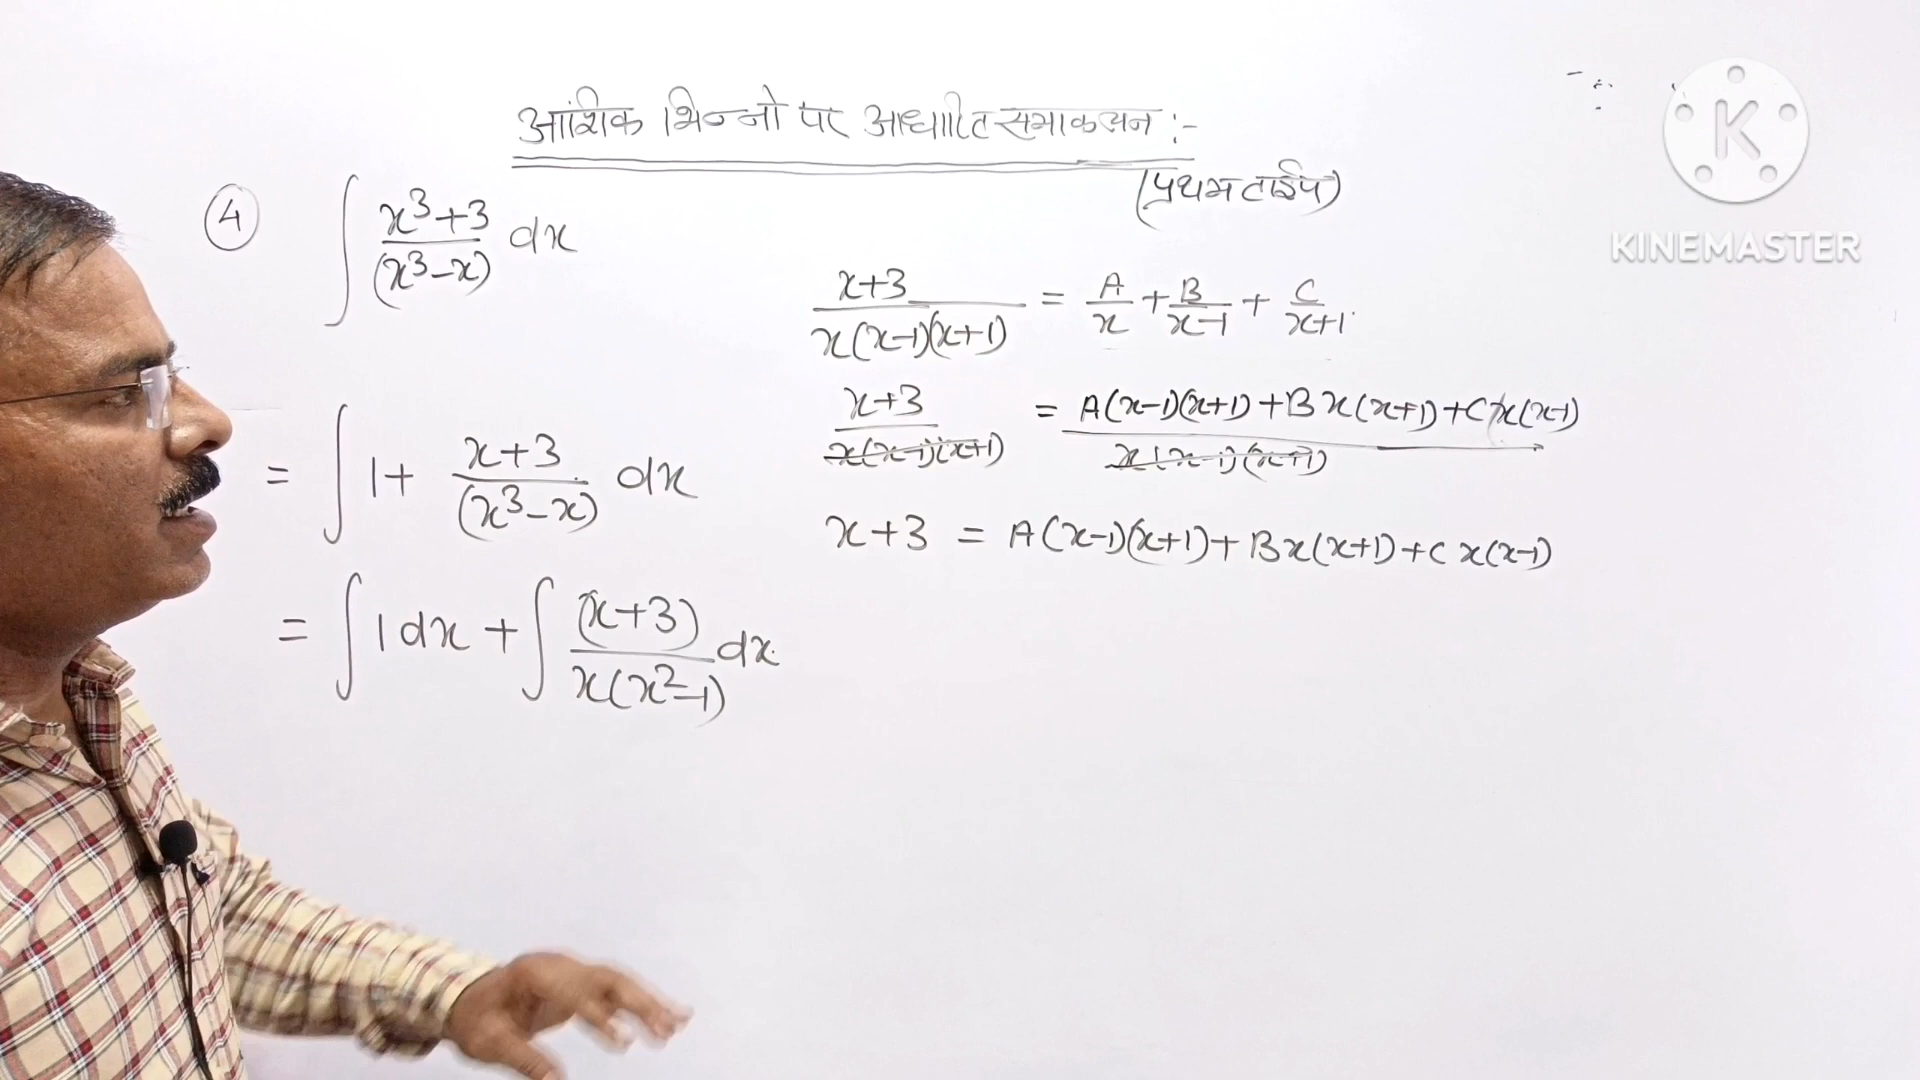 आंशिक भिन्नो पर आधारित समाकलन :-
(प्रथम टाईप)
④ ∫ x³+3/(x³-x) dx
= ∫ 1 + x+3/(x³-x) dx
= ∫ 1 dx + ∫ (x+3)/x(x²-1) dx
x+3/x(x-1)(x+1) = A/x + B/x-1 + C/x+1
x+3/x(x-1)(x+1) = A(x-1)(x+1)+Bx(x+1)+Cx(x-1)/x(x-1)(x+1)
x+3 = A(x-1)(x+1)+Bx(x+1)+Cx(x-1)
K
KINEMASTER